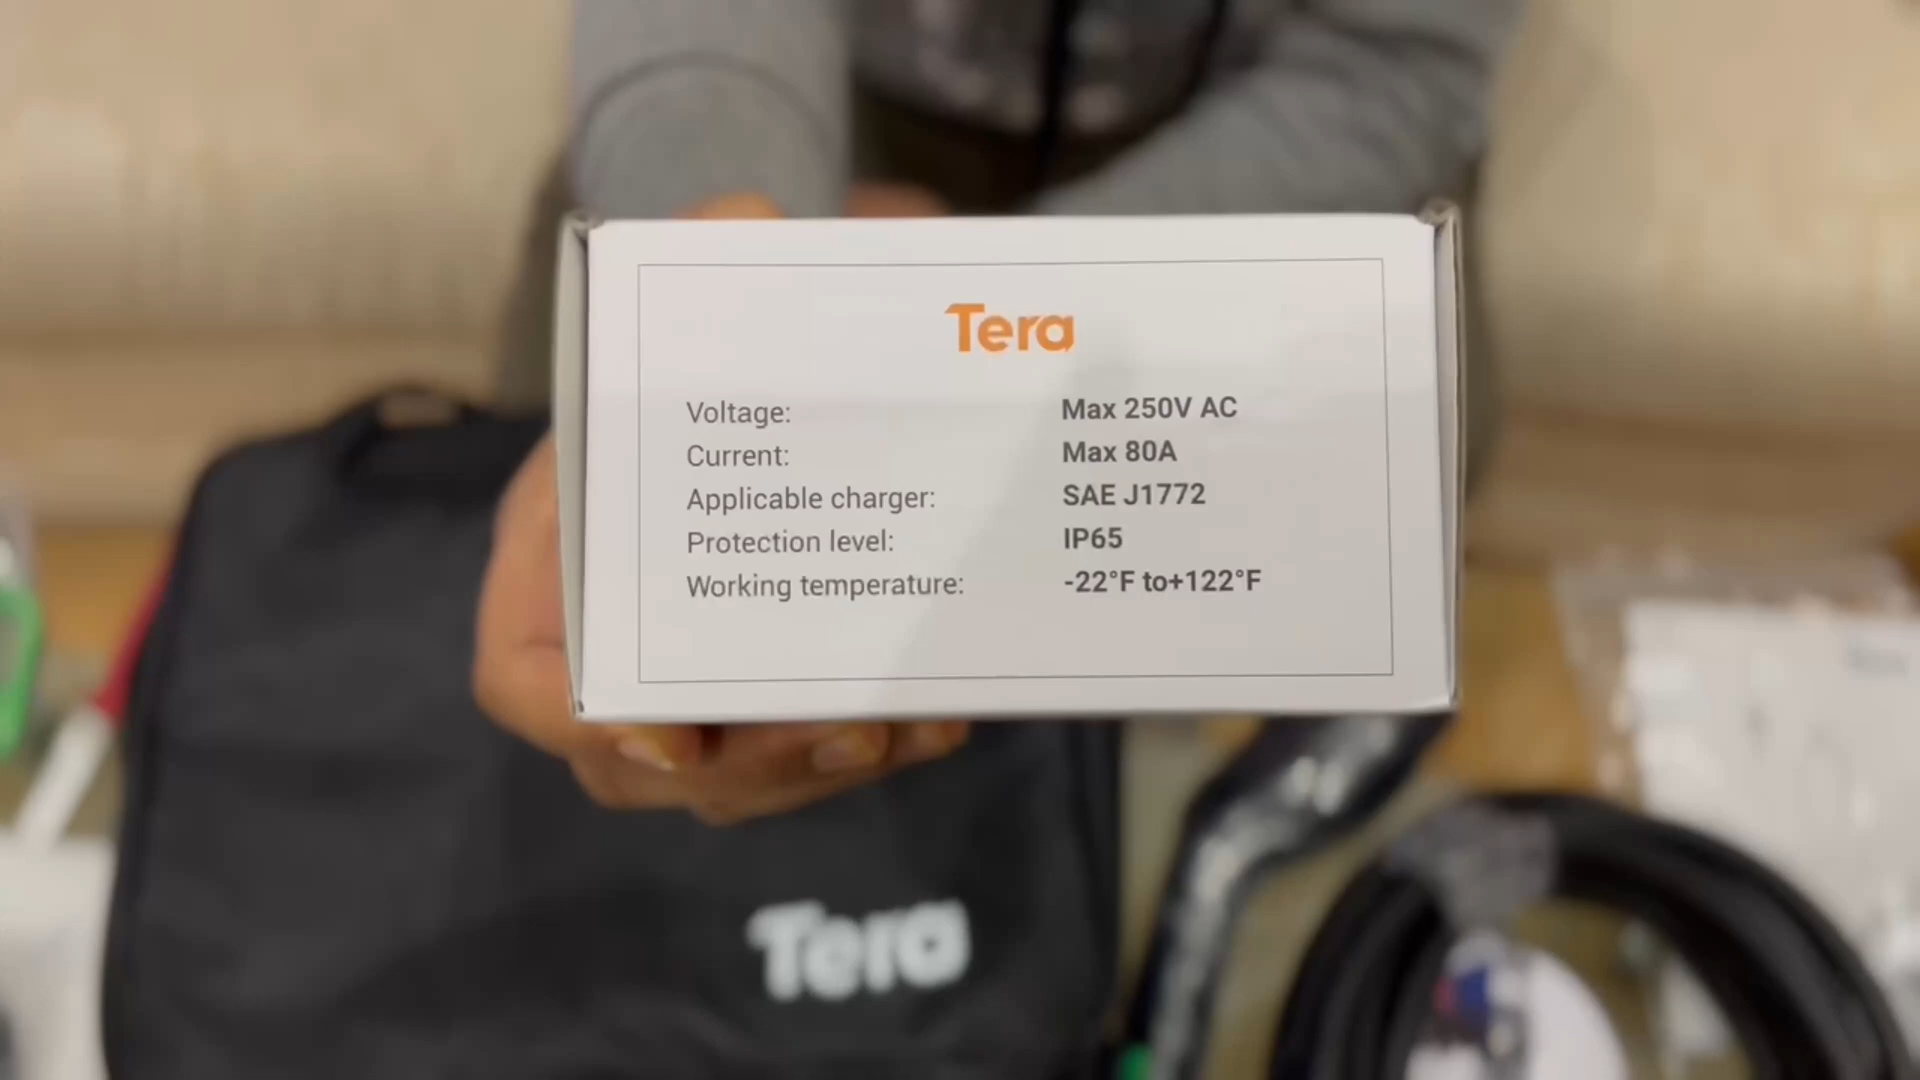 Tera
Voltage: Max 250V AC
Current: Max 80A
Applicable charger: SAE J1772
Protection level: IP65
Working temperature: -22°F to+122°F
Tera